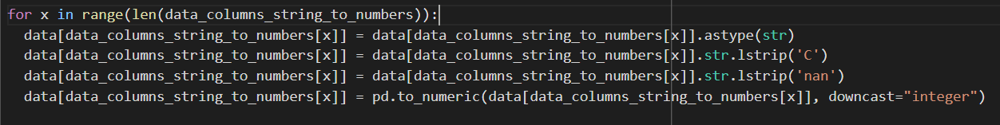 for x in range(len(data_columns_string_to_numbers)):
  data[data_columns_string_to_numbers[x]] = data[data_columns_string_to_numbers[x]].astype(str)
  data[data_columns_string_to_numbers[x]] = data[data_columns_string_to_numbers[x]].str.lstrip('C')
  data[data_columns_string_to_numbers[x]] = data[data_columns_string_to_numbers[x]].str.lstrip('nan')
  data[data_columns_string_to_numbers[x]] = pd.to_numeric(data[data_columns_string_to_numbers[x]], downcast="integer")